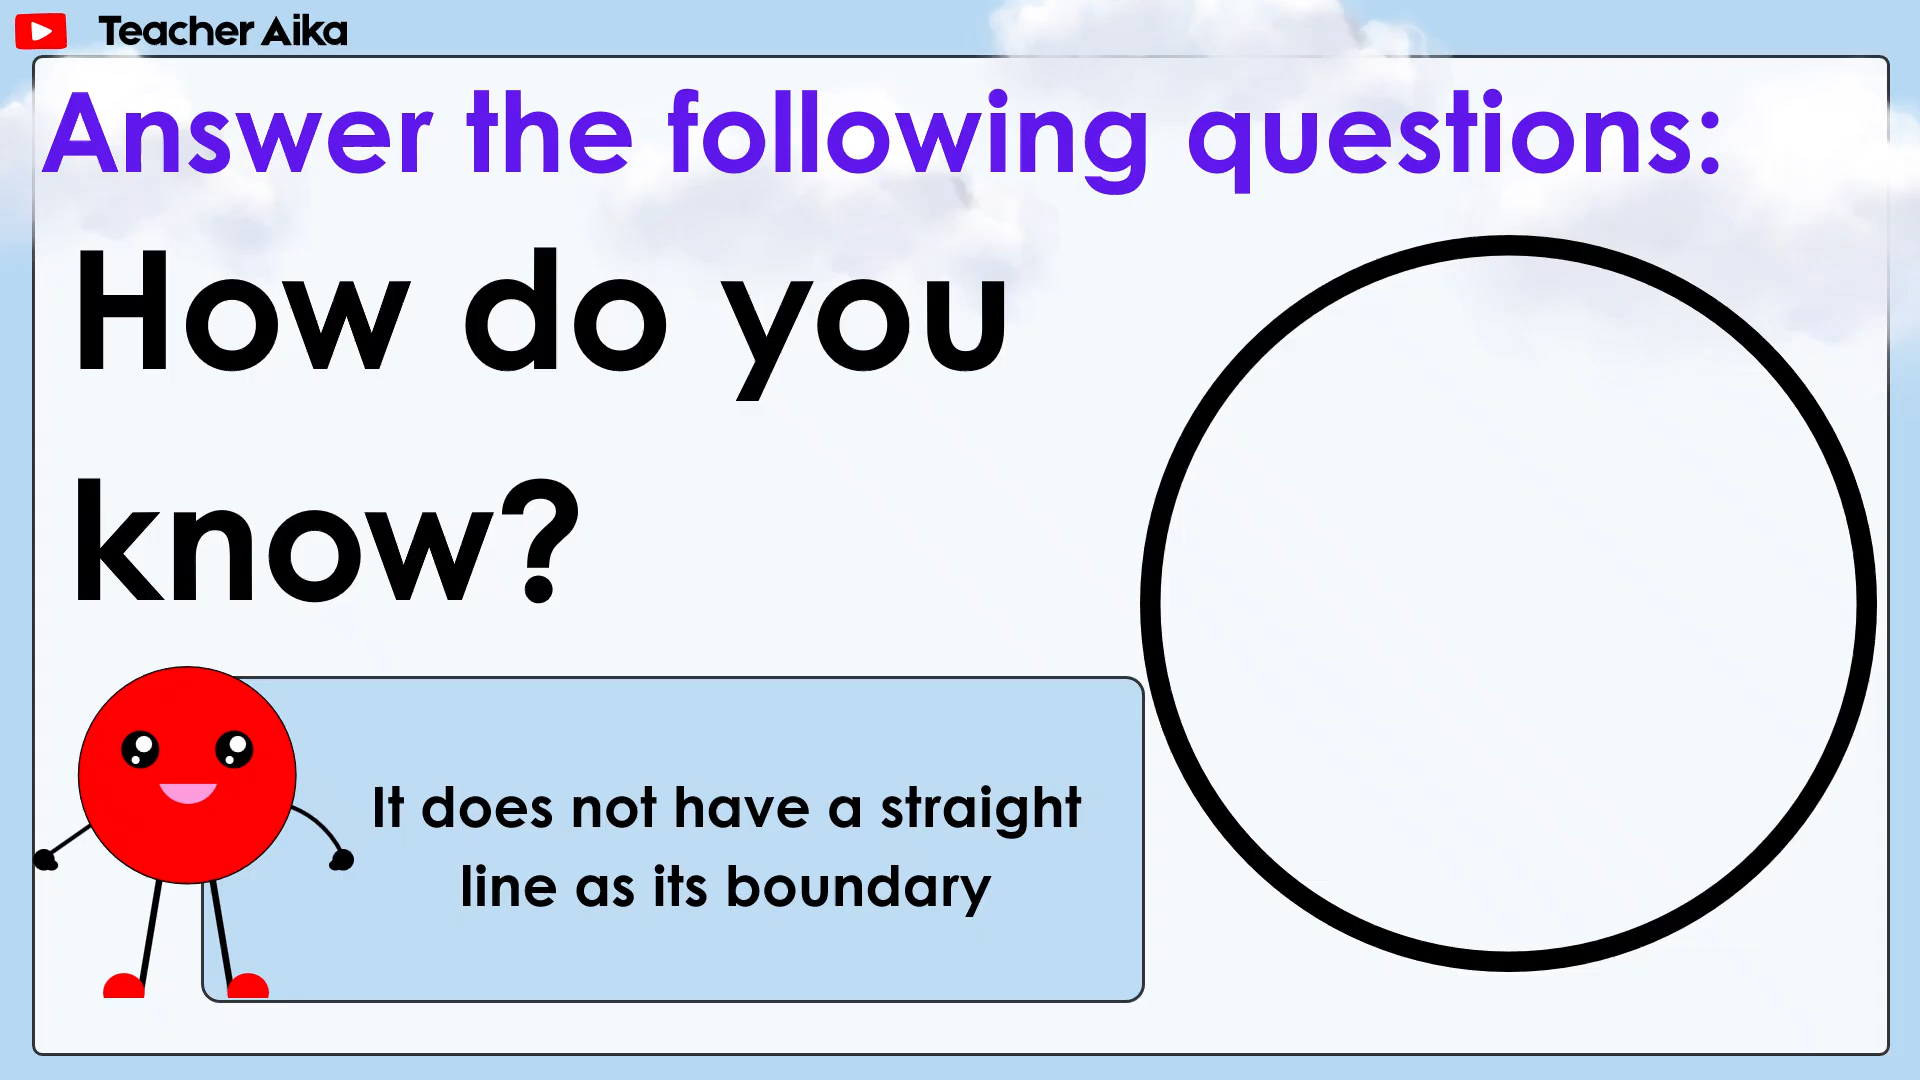 Teacher Aika
Answer the following questions:
How do you
know?
It does not have a straight
line as its boundary